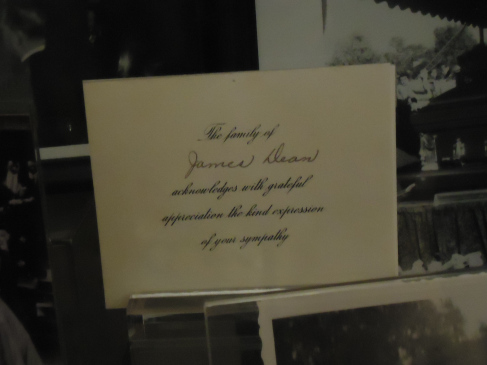 The family of
James Dean
acknowledges with grateful
appreciation the kind expression
of your sympathy